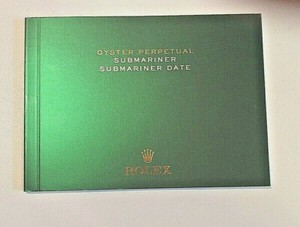 OYSTER PERPETUAL
SUBMARINER
SUBMARINER DATE
ROLEX